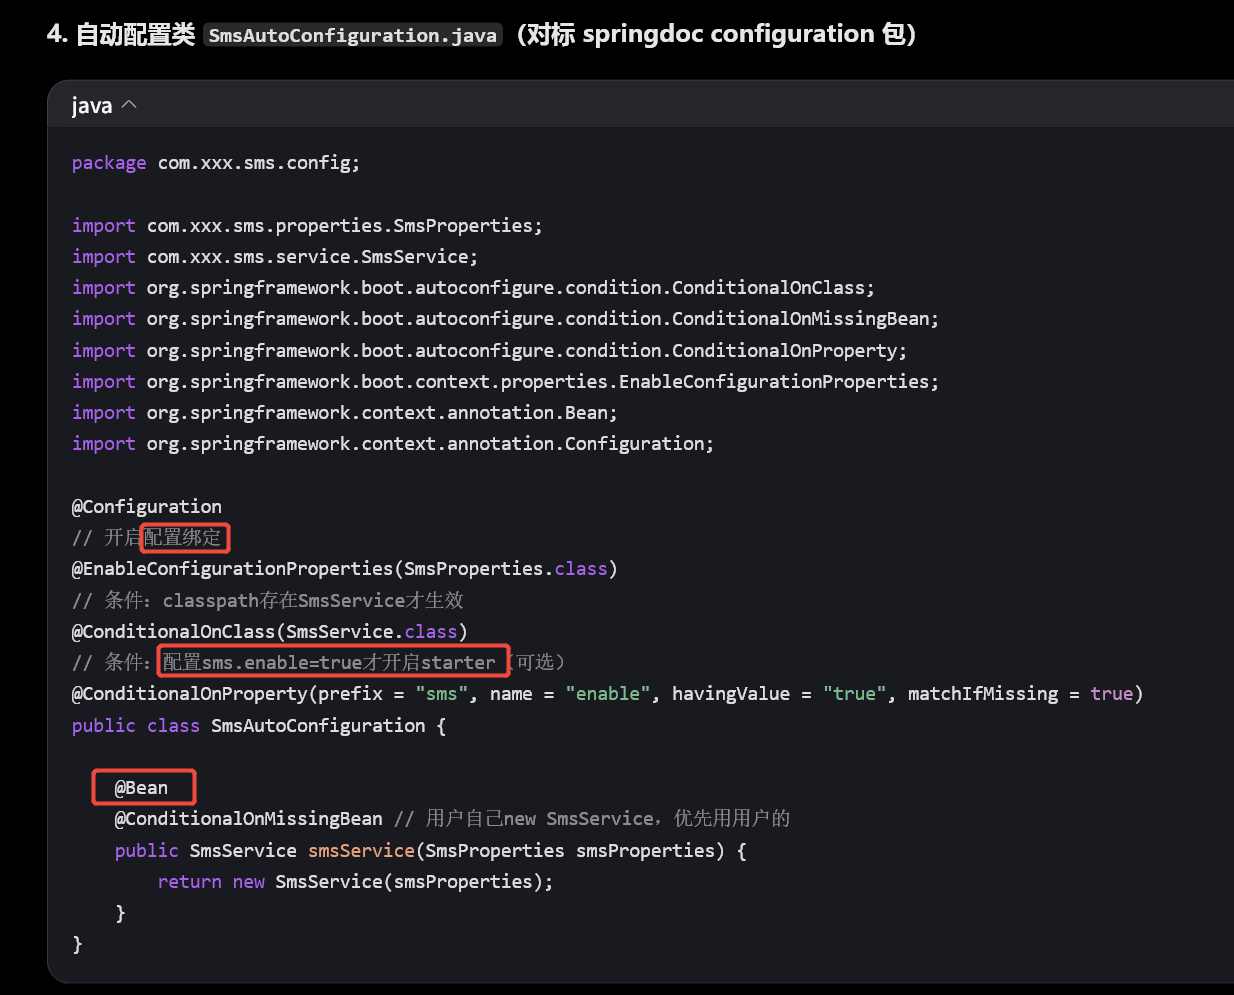 4. 自动配置类 SmsAutoConfiguration.java（对标 springdoc configuration 包）
java
package com.xxx.sms.config;
import com.xxx.sms.properties.SmsProperties;
import com.xxx.sms.service.SmsService;
import org.springframework.boot.autoconfigure.condition.ConditionalOnClass;
import org.springframework.boot.autoconfigure.condition.ConditionalOnMissingBean;
import org.springframework.boot.autoconfigure.condition.ConditionalOnProperty;
import org.springframework.boot.context.properties.EnableConfigurationProperties;
import org.springframework.context.annotation.Bean;
import org.springframework.context.annotation.Configuration;
@Configuration
// 开启配置绑定
@EnableConfigurationProperties(SmsProperties.class)
// 条件：classpath存在SmsService才生效
@ConditionalOnClass(SmsService.class)
// 条件：配置sms.enable=true才开启starter（可选）
@ConditionalOnProperty(prefix = "sms", name = "enable", havingValue = "true", matchIfMissing = true)
public class SmsAutoConfiguration {
@Bean
@ConditionalOnMissingBean // 用户自己new SmsService，优先用用户的
public SmsService smsService(SmsProperties smsProperties) {
return new SmsService(smsProperties);
}
}